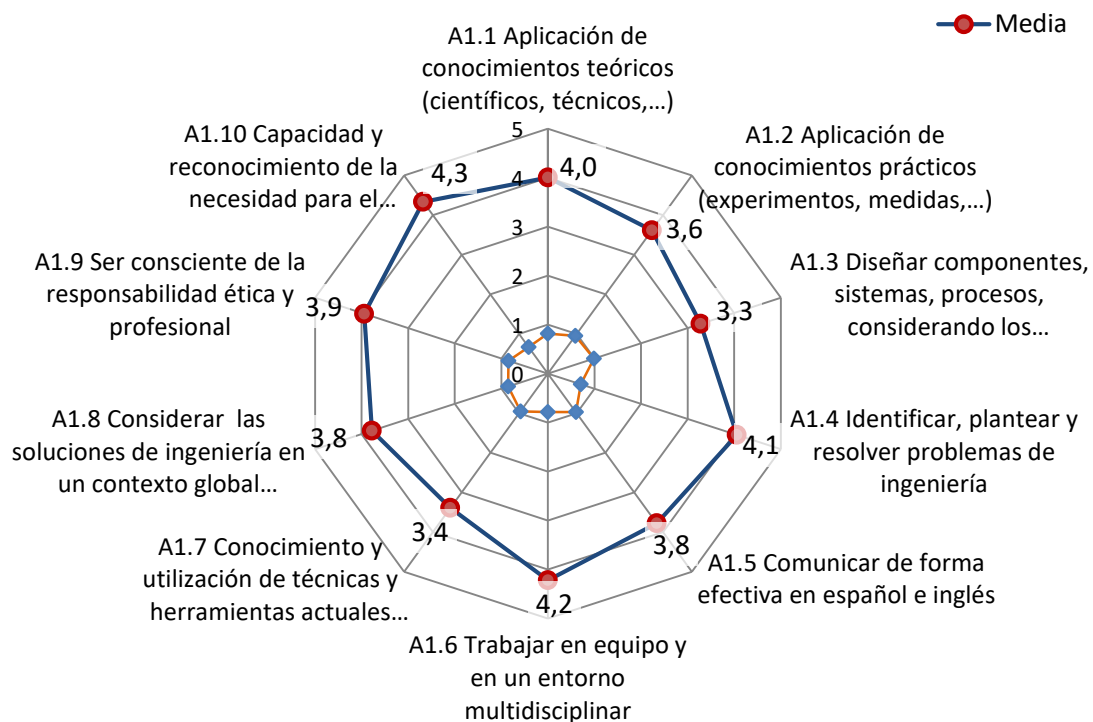 Media
A1.1 Aplicación de
conocimientos teóricos
(científicos, técnicos,...)
A1.2 Aplicación de
conocimientos prácticos
(experimentos, medidas,...)
A1.3 Diseñar componentes,
sistemas, procesos,
considerando los...
A1.4 Identificar, plantear y
resolver problemas de
ingeniería
A1.5 Comunicar de forma
efectiva en español e inglés
A1.6 Trabajar en equipo y
en un entorno
multidisciplinar
A1.7 Conocimiento y
utilización de técnicas y
herramientas actuales...
A1.8 Considerar  las
soluciones de ingeniería en
un contexto global...
A1.9 Ser consciente de la
responsabilidad ética y
profesional
A1.10 Capacidad y
reconocimiento de la
necesidad para el...
5
4
3
2
1
0
4,0
3,6
3,3
4,1
3,8
4,2
3,4
3,8
3,9
4,3